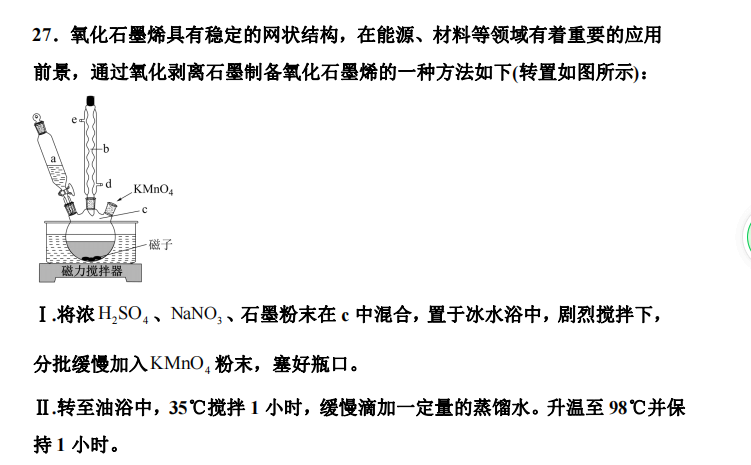 27．氧化石墨烯具有稳定的网状结构，在能源、材料等领域有着重要的应用
前景，通过氧化剥离石墨制备氧化石墨烯的一种方法如下(转置如图所示)：
e
b
a
d
KMnO₄
c
磁子
磁力搅拌器
Ⅰ.将浓H₂SO₄、NaNO₃、石墨粉末在 c 中混合，置于冰水浴中，剧烈搅拌下，
分批缓慢加入KMnO₄粉末，塞好瓶口。
Ⅱ.转至油浴中，35℃搅拌 1 小时，缓慢滴加一定量的蒸馏水。升温至 98℃并保
持 1 小时。